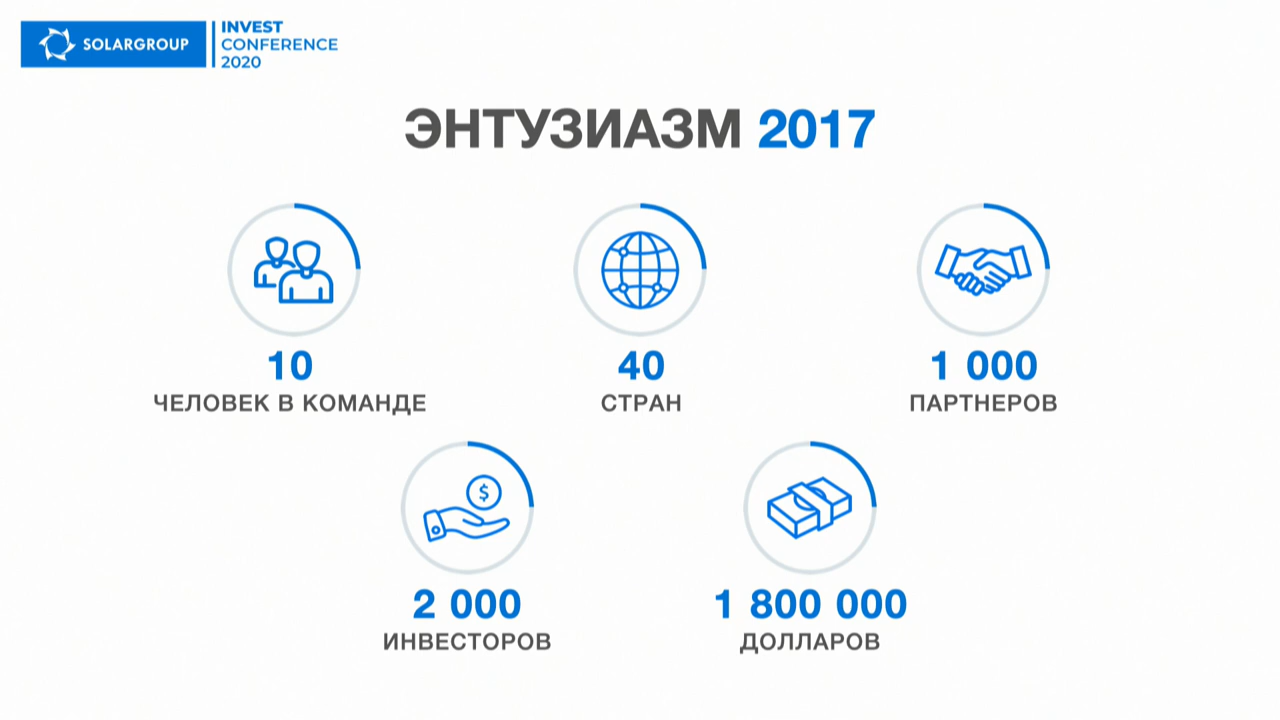 SOLARGROUP
INVEST
CONFERENCE
2020
ЭНТУЗИАЗМ 2017
10
ЧЕЛОВЕК В КОМАНДЕ
40
СТРАН
1 000
ПАРТНЕРОВ
$
2 000
ИНВЕСТОРОВ
1 800 000
ДОЛЛАРОВ